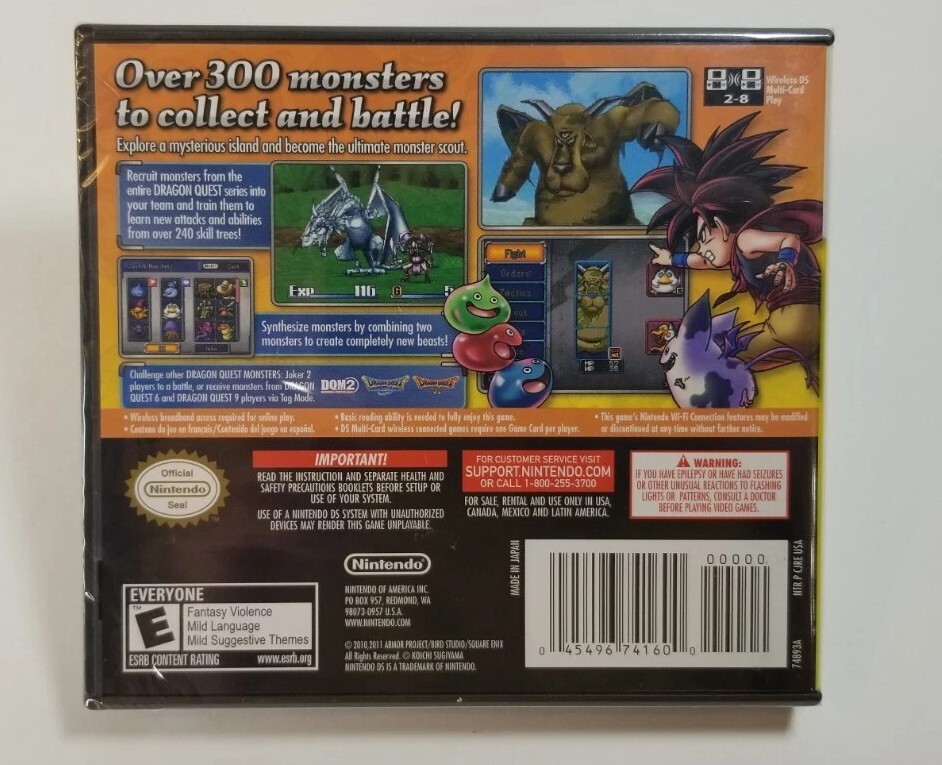 Over 300 monsters
to collect and battle!
Explore a mysterious island and become the ultimate monster scout.
Wireless DS
Multi-Card
Play
2-8
Recruit monsters from the
entire DRAGON QUEST series into
your team and train them to
learn new attacks and abilities
from over 240 skill trees!
Exp 116 G 5
Fight
Orders
Tactics
Synthesize monsters by combining two
monsters to create completely new beasts!
Challenge other DRAGON QUEST MONSTERS: Joker 2
players to a battle, or receive monsters from DRAGON
QUEST 6 and DRAGON QUEST 9 players via Tag Mode.
DQM2
• Wireless broadband access required for online play.
• Contenu du jeu en français/Contenido del juego en español.
• Basic reading ability is needed to fully enjoy this game.
• DS Multi-Card wireless connected games require one Game Card per player.
• This game's Nintendo Wi-Fi Connection features may be modified
or discontinued at any time without further notice.
Official
Nintendo
Seal
TM
IMPORTANT!
READ THE INSTRUCTION AND SEPARATE HEALTH AND
SAFETY PRECAUTIONS BOOKLETS BEFORE SETUP OR
USE OF YOUR SYSTEM.
USE OF A NINTENDO DS SYSTEM WITH UNAUTHORIZED
DEVICES MAY RENDER THIS GAME UNPLAYABLE.
FOR CUSTOMER SERVICE VISIT
SUPPORT.NINTENDO.COM
OR CALL 1-800-255-3700
FOR SALE, RENTAL AND USE ONLY IN USA,
CANADA, MEXICO AND LATIN AMERICA.
WARNING:
IF YOU HAVE EPILEPSY OR HAVE HAD SEIZURES
OR OTHER UNUSUAL REACTIONS TO FLASHING
LIGHTS OR PATTERNS, CONSULT A DOCTOR
BEFORE PLAYING VIDEO GAMES.
Nintendo
NINTENDO OF AMERICA INC.
PO BOX 957, REDMOND, WA
98073-0957 U.S.A.
WWW.NINTENDO.COM
© 2010, 2011 ARMOR PROJECT/BIRD STUDIO/SQUARE ENIX
All Rights Reserved. © KOICHI SUGIYAMA
NINTENDO DS IS A TRADEMARK OF NINTENDO.
EVERYONE
TM
E
Fantasy Violence
Mild Language
Mild Suggestive Themes
ESRB CONTENT RATING www.esrb.org
MADE IN JAPAN
00000
0 45496 74160 0
NTR P CJRE USA
74893A